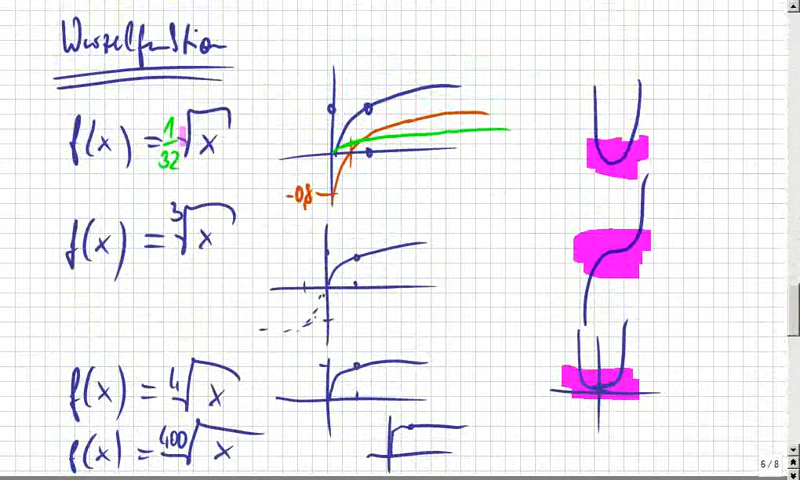 Wurzelfunktion
f(x) = 1/32 √x
-0,8
f(x) = ³√x
f(x) = ⁴√x
f(x) = ⁴⁰⁰√x
6 / 8